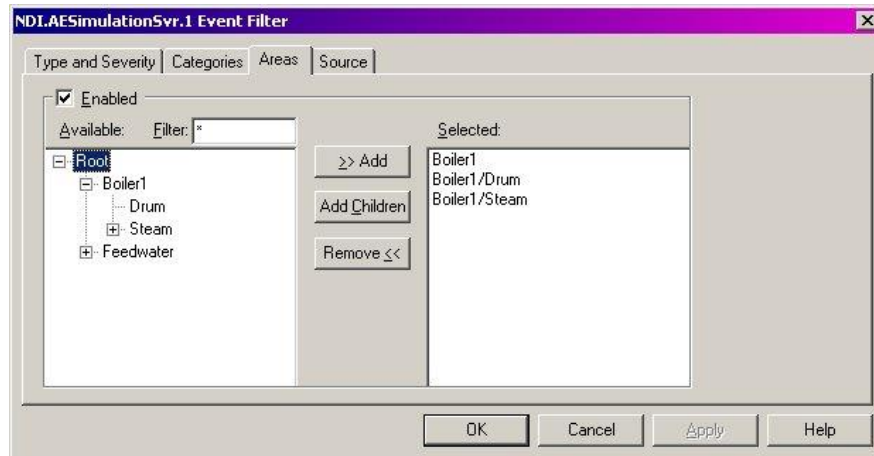 NDI.AESimulationSvr.1 Event Filter
Type and Severity Categories Areas Source
Enabled
Available: Filter: * Selected:
Root >> Add Boiler1
Boiler1 Boiler1/Drum
Drum Add Children Boiler1/Steam
Steam
Feedwater Remove <<
OK Cancel Apply Help